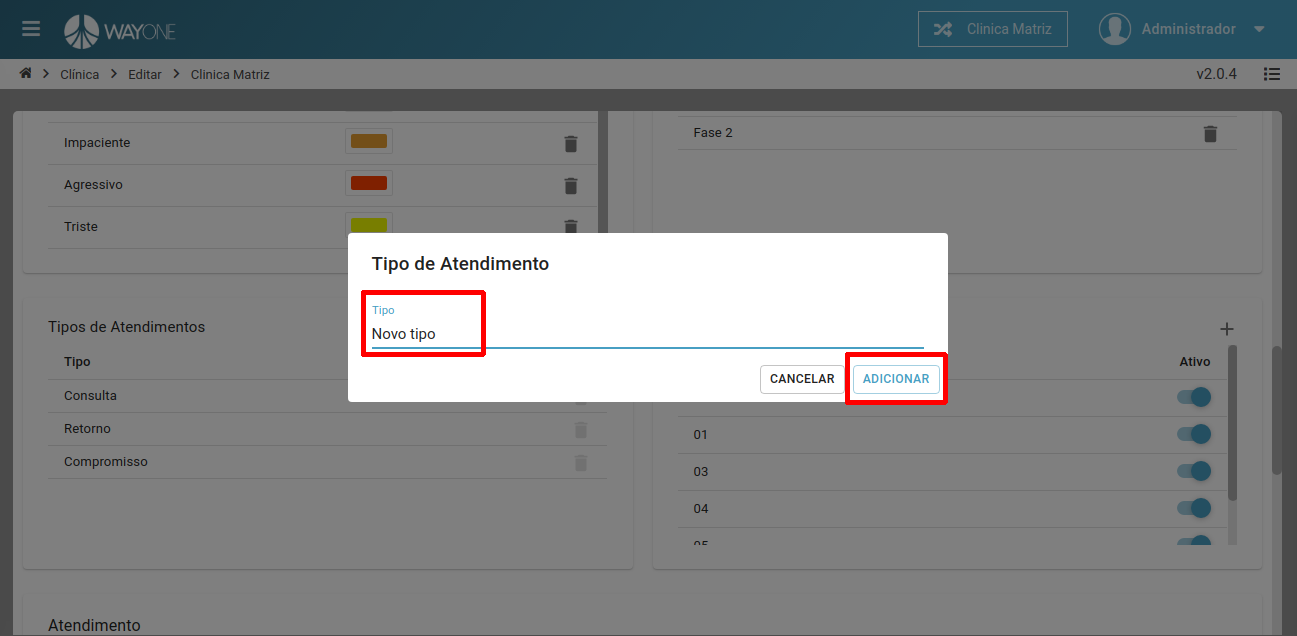 WAYONE
Clinica Matriz
Administrador
Clínica
Editar
Clinica Matriz
v2.0.4
Impaciente
Agressivo
Triste
Fase 2
Tipo de Atendimento
Tipo
Novo tipo
CANCELAR
ADICIONAR
Tipos de Atendimentos
Tipo
Consulta
Retorno
Compromisso
Ativo
01
03
04
05
Atendimento